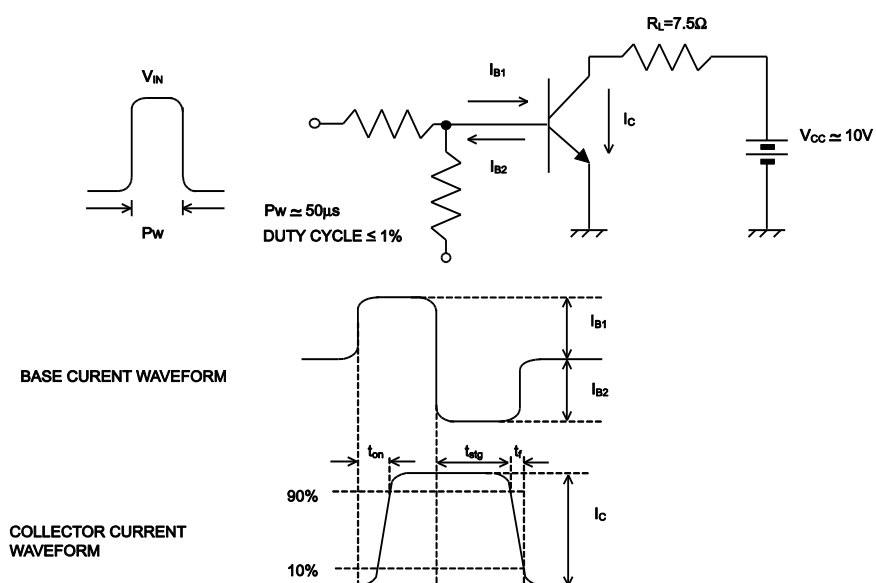 RL=7.5Ω
VIN
IB1
IC
VCC ≃ 10V
IB2
Pw ≃ 50μs
DUTY CYCLE ≤ 1%
Pw
IB1
BASE CURENT WAVEFORM
IB2
ton
tstg
tf
90%
IC
COLLECTOR CURRENT
WAVEFORM
10%